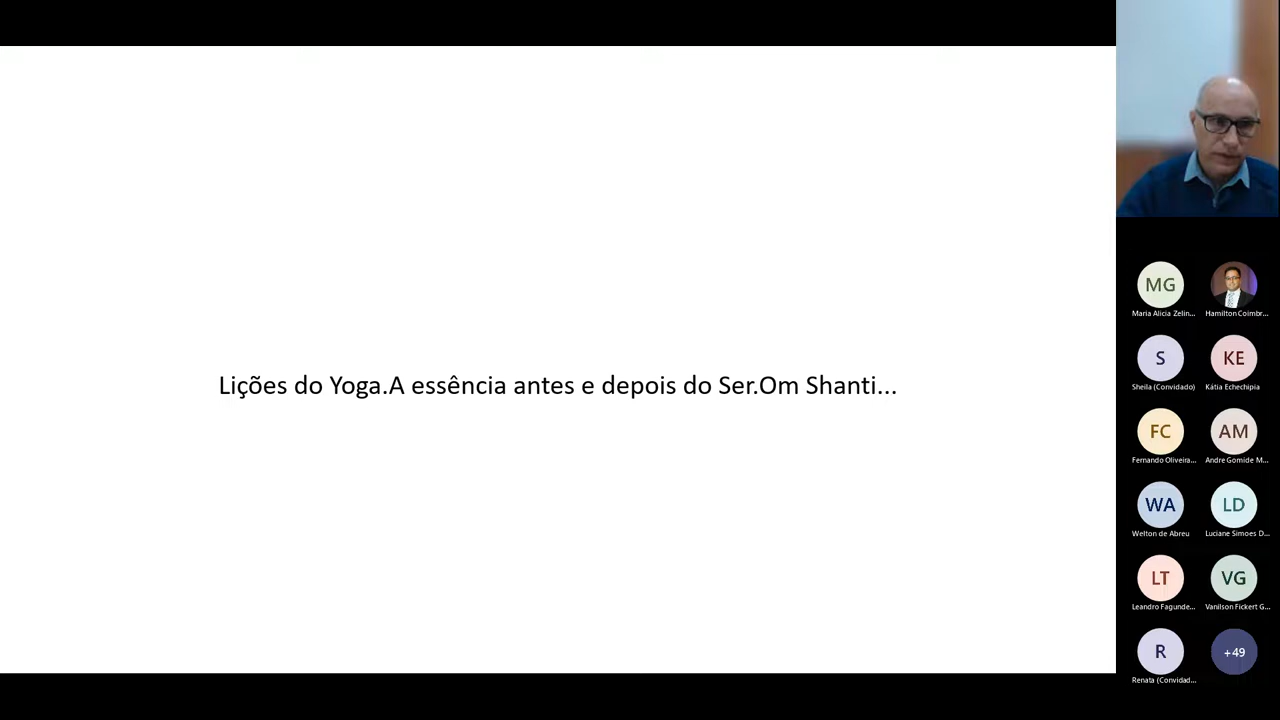 Lições do Yoga.A essência antes e depois do Ser.Om Shanti...
MG
Maria Alicia Zelin...
Hamilton Coimbr...
S
KE
Sheila (Convidado)
Kátia Echechipia
FC
AM
Fernando Oliveira...
Andre Gomide M...
WA
LD
Welton de Abreu
Luciane Simoes D...
LT
VG
Leandro Fagunde...
Vanilson Fickert G...
R
+49
Renata (Convidad...